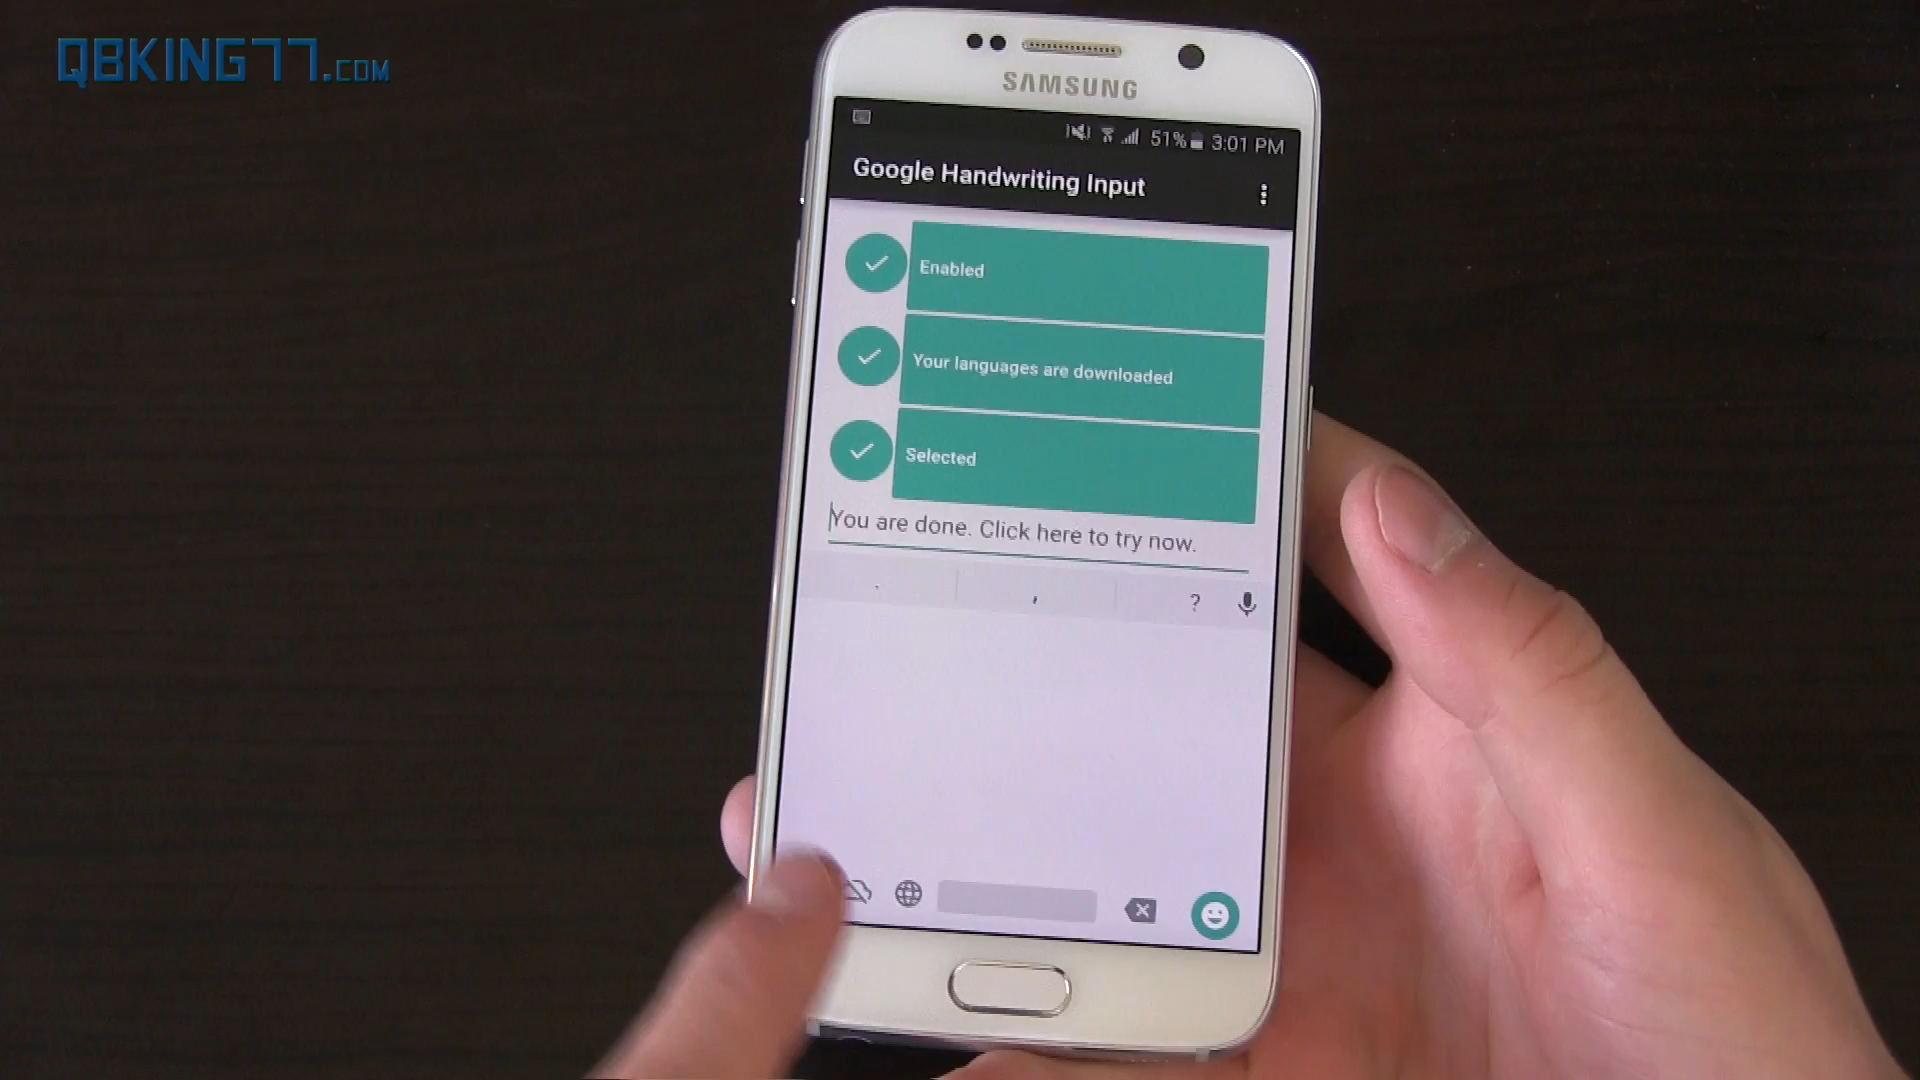 QBKING77.COM
SAMSUNG
51% 3:01 PM
Google Handwriting Input
Enabled
Your languages are downloaded
Selected
You are done. Click here to try now.
. , ?